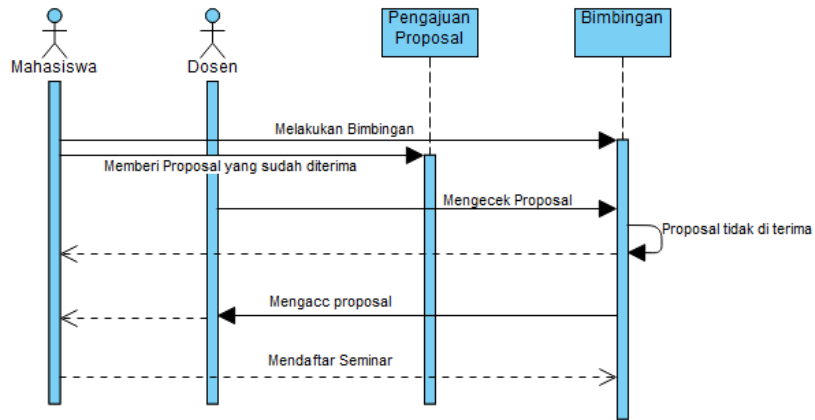 Mahasiswa
Dosen
Pengajuan
Proposal
Bimbingan
Melakukan Bimbingan
Memberi Proposal yang sudah diterima
Mengecek Proposal
Proposal tidak di terima
Mengacc proposal
Mendaftar Seminar